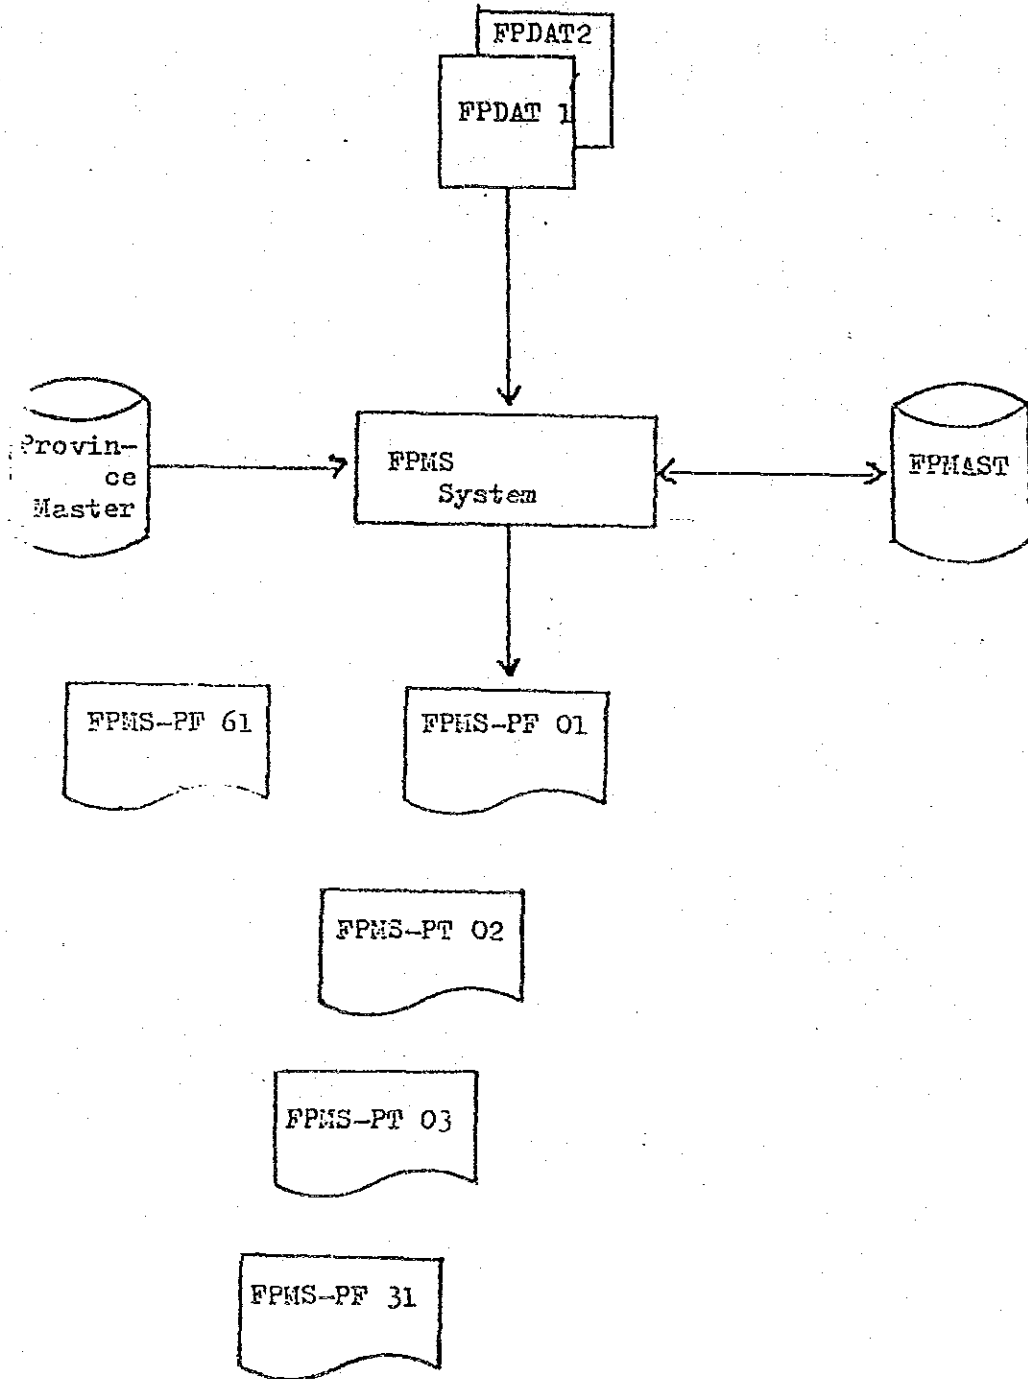 FPDAT2
FPDAT 1
Provin-
ce
Master
FPMS
System
FPMAST
FPMS-PF 61
FPMS-PF 01
FPMS-PT 02
FPMS-PT 03
FPMS-PF 31